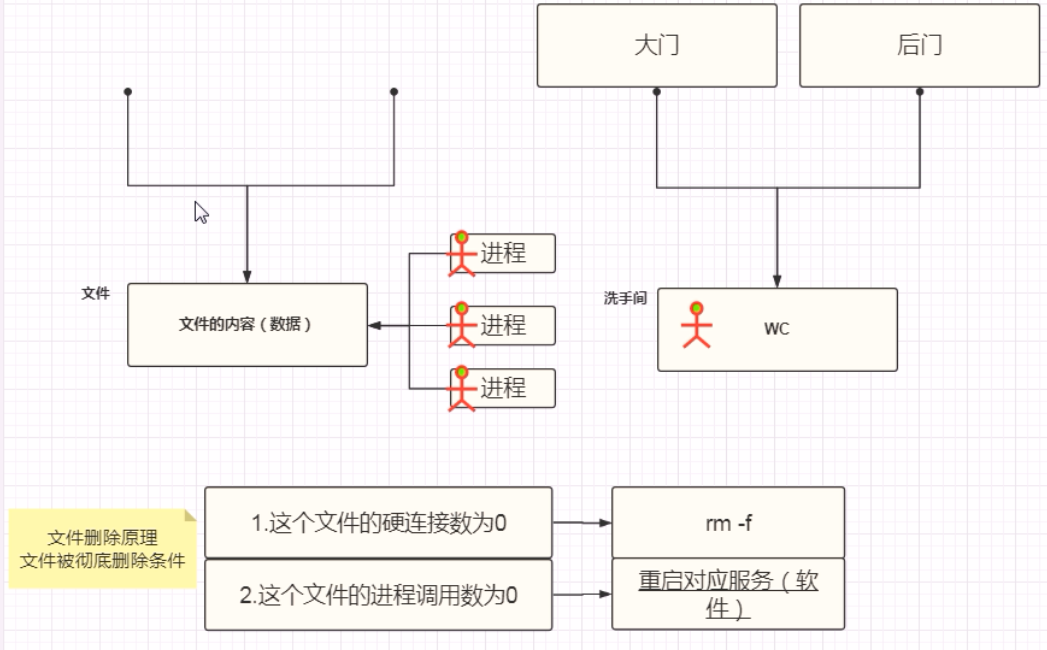 大门
后门
进程
文件
文件的内容（数据）
进程
洗手间
WC
进程
1.这个文件的硬连接数为0
rm -f
文件删除原理
文件被彻底删除条件
2.这个文件的进程调用数为0
重启对应服务（软
件）